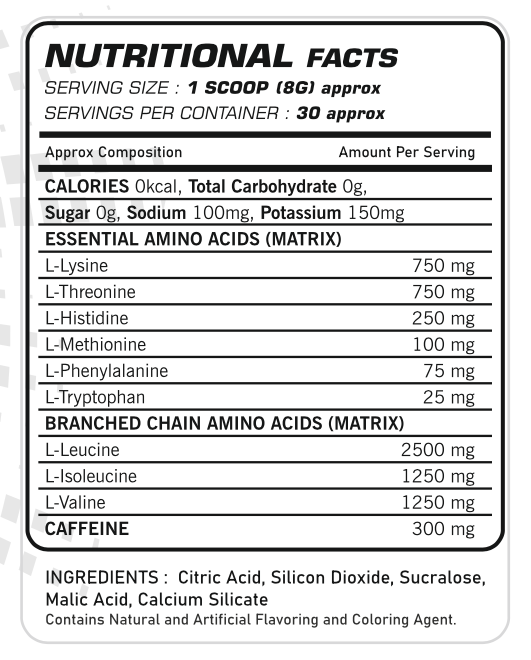 NUTRITIONAL FACTS
SERVING SIZE : 1 SCOOP (8G) approx
SERVINGS PER CONTAINER : 30 approx
Approx Composition Amount Per Serving
CALORIES 0kcal, Total Carbohydrate 0g,
Sugar 0g, Sodium 100mg, Potassium 150mg
ESSENTIAL AMINO ACIDS (MATRIX)
L-Lysine 750 mg
L-Threonine 750 mg
L-Histidine 250 mg
L-Methionine 100 mg
L-Phenylalanine 75 mg
L-Tryptophan 25 mg
BRANCHED CHAIN AMINO ACIDS (MATRIX)
L-Leucine 2500 mg
L-Isoleucine 1250 mg
L-Valine 1250 mg
CAFFEINE 300 mg
INGREDIENTS : Citric Acid, Silicon Dioxide, Sucralose,
Malic Acid, Calcium Silicate
Contains Natural and Artificial Flavoring and Coloring Agent.